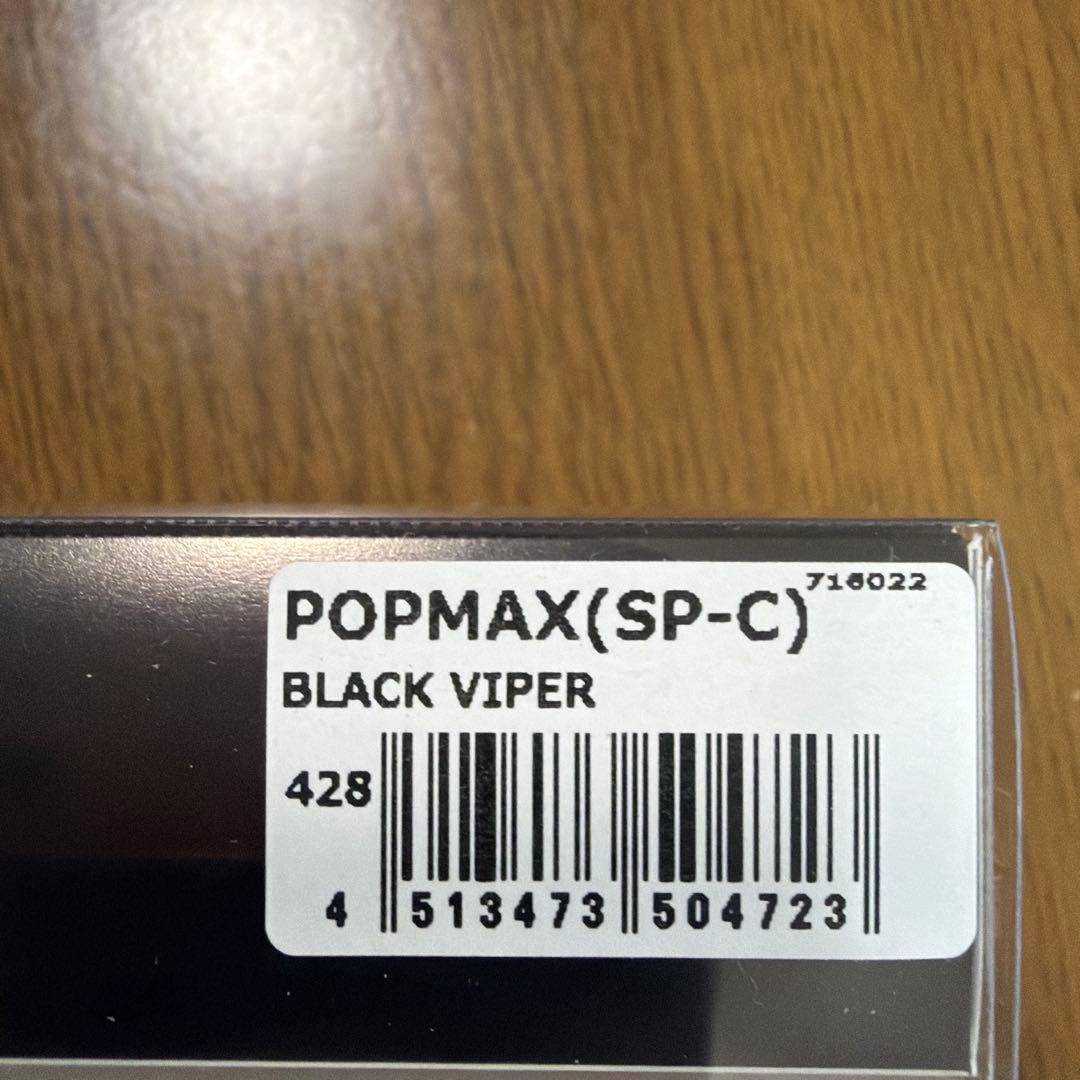 716022
POPMAX(SP-C)
BLACK VIPER
428
4 513473 504723